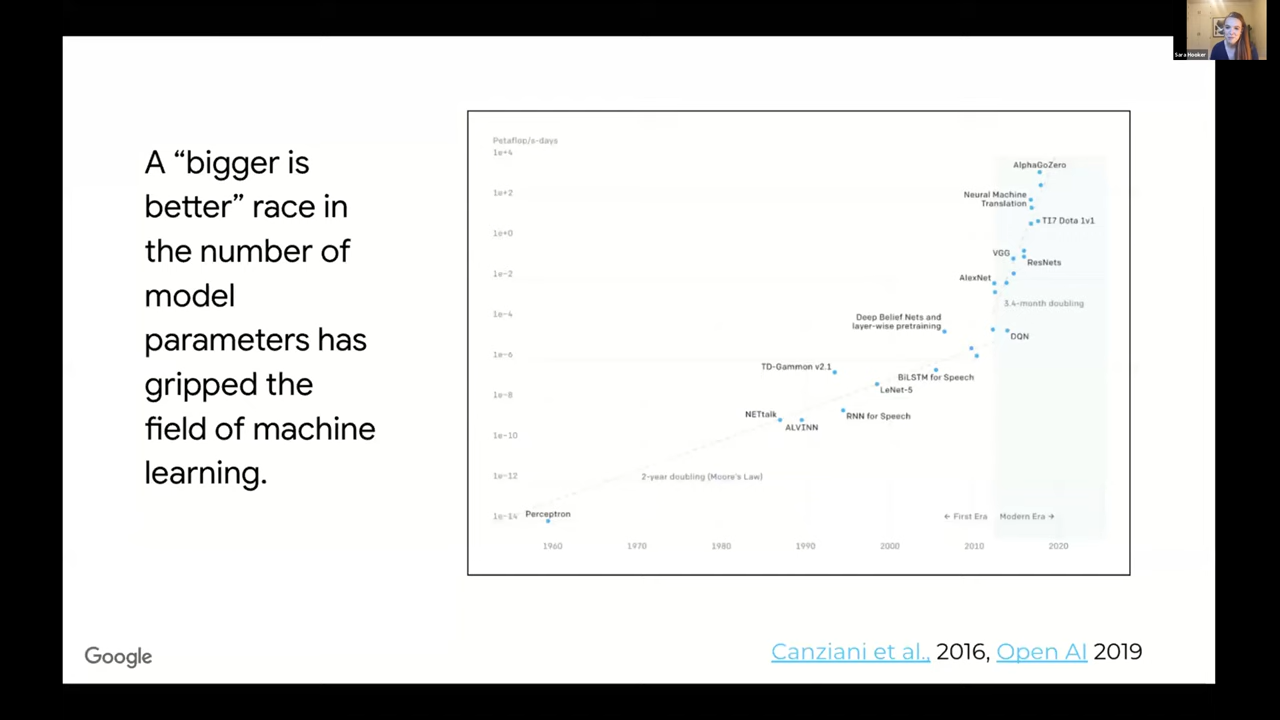 Sara Hooker
A “bigger is
better” race in
the number of
model
parameters has
gripped the
field of machine
learning.
Petaflop/s-days
1e+4
1e+2
1e+0
1e-2
1e-4
1e-6
1e-8
1e-10
1e-12
1e-14
AlphaGoZero
Neural Machine
Translation
TI7 Dota 1v1
VGG
ResNets
AlexNet
3.4-month doubling
Deep Belief Nets and
layer-wise pretraining
DQN
TD-Gammon v2.1
BiLSTM for Speech
LeNet-5
NETtalk
RNN for Speech
ALVINN
2-year doubling (Moore's Law)
Perceptron
← First Era Modern Era →
1960 1970 1980 1990 2000 2010 2020
Google
Canziani et al., 2016, Open AI 2019